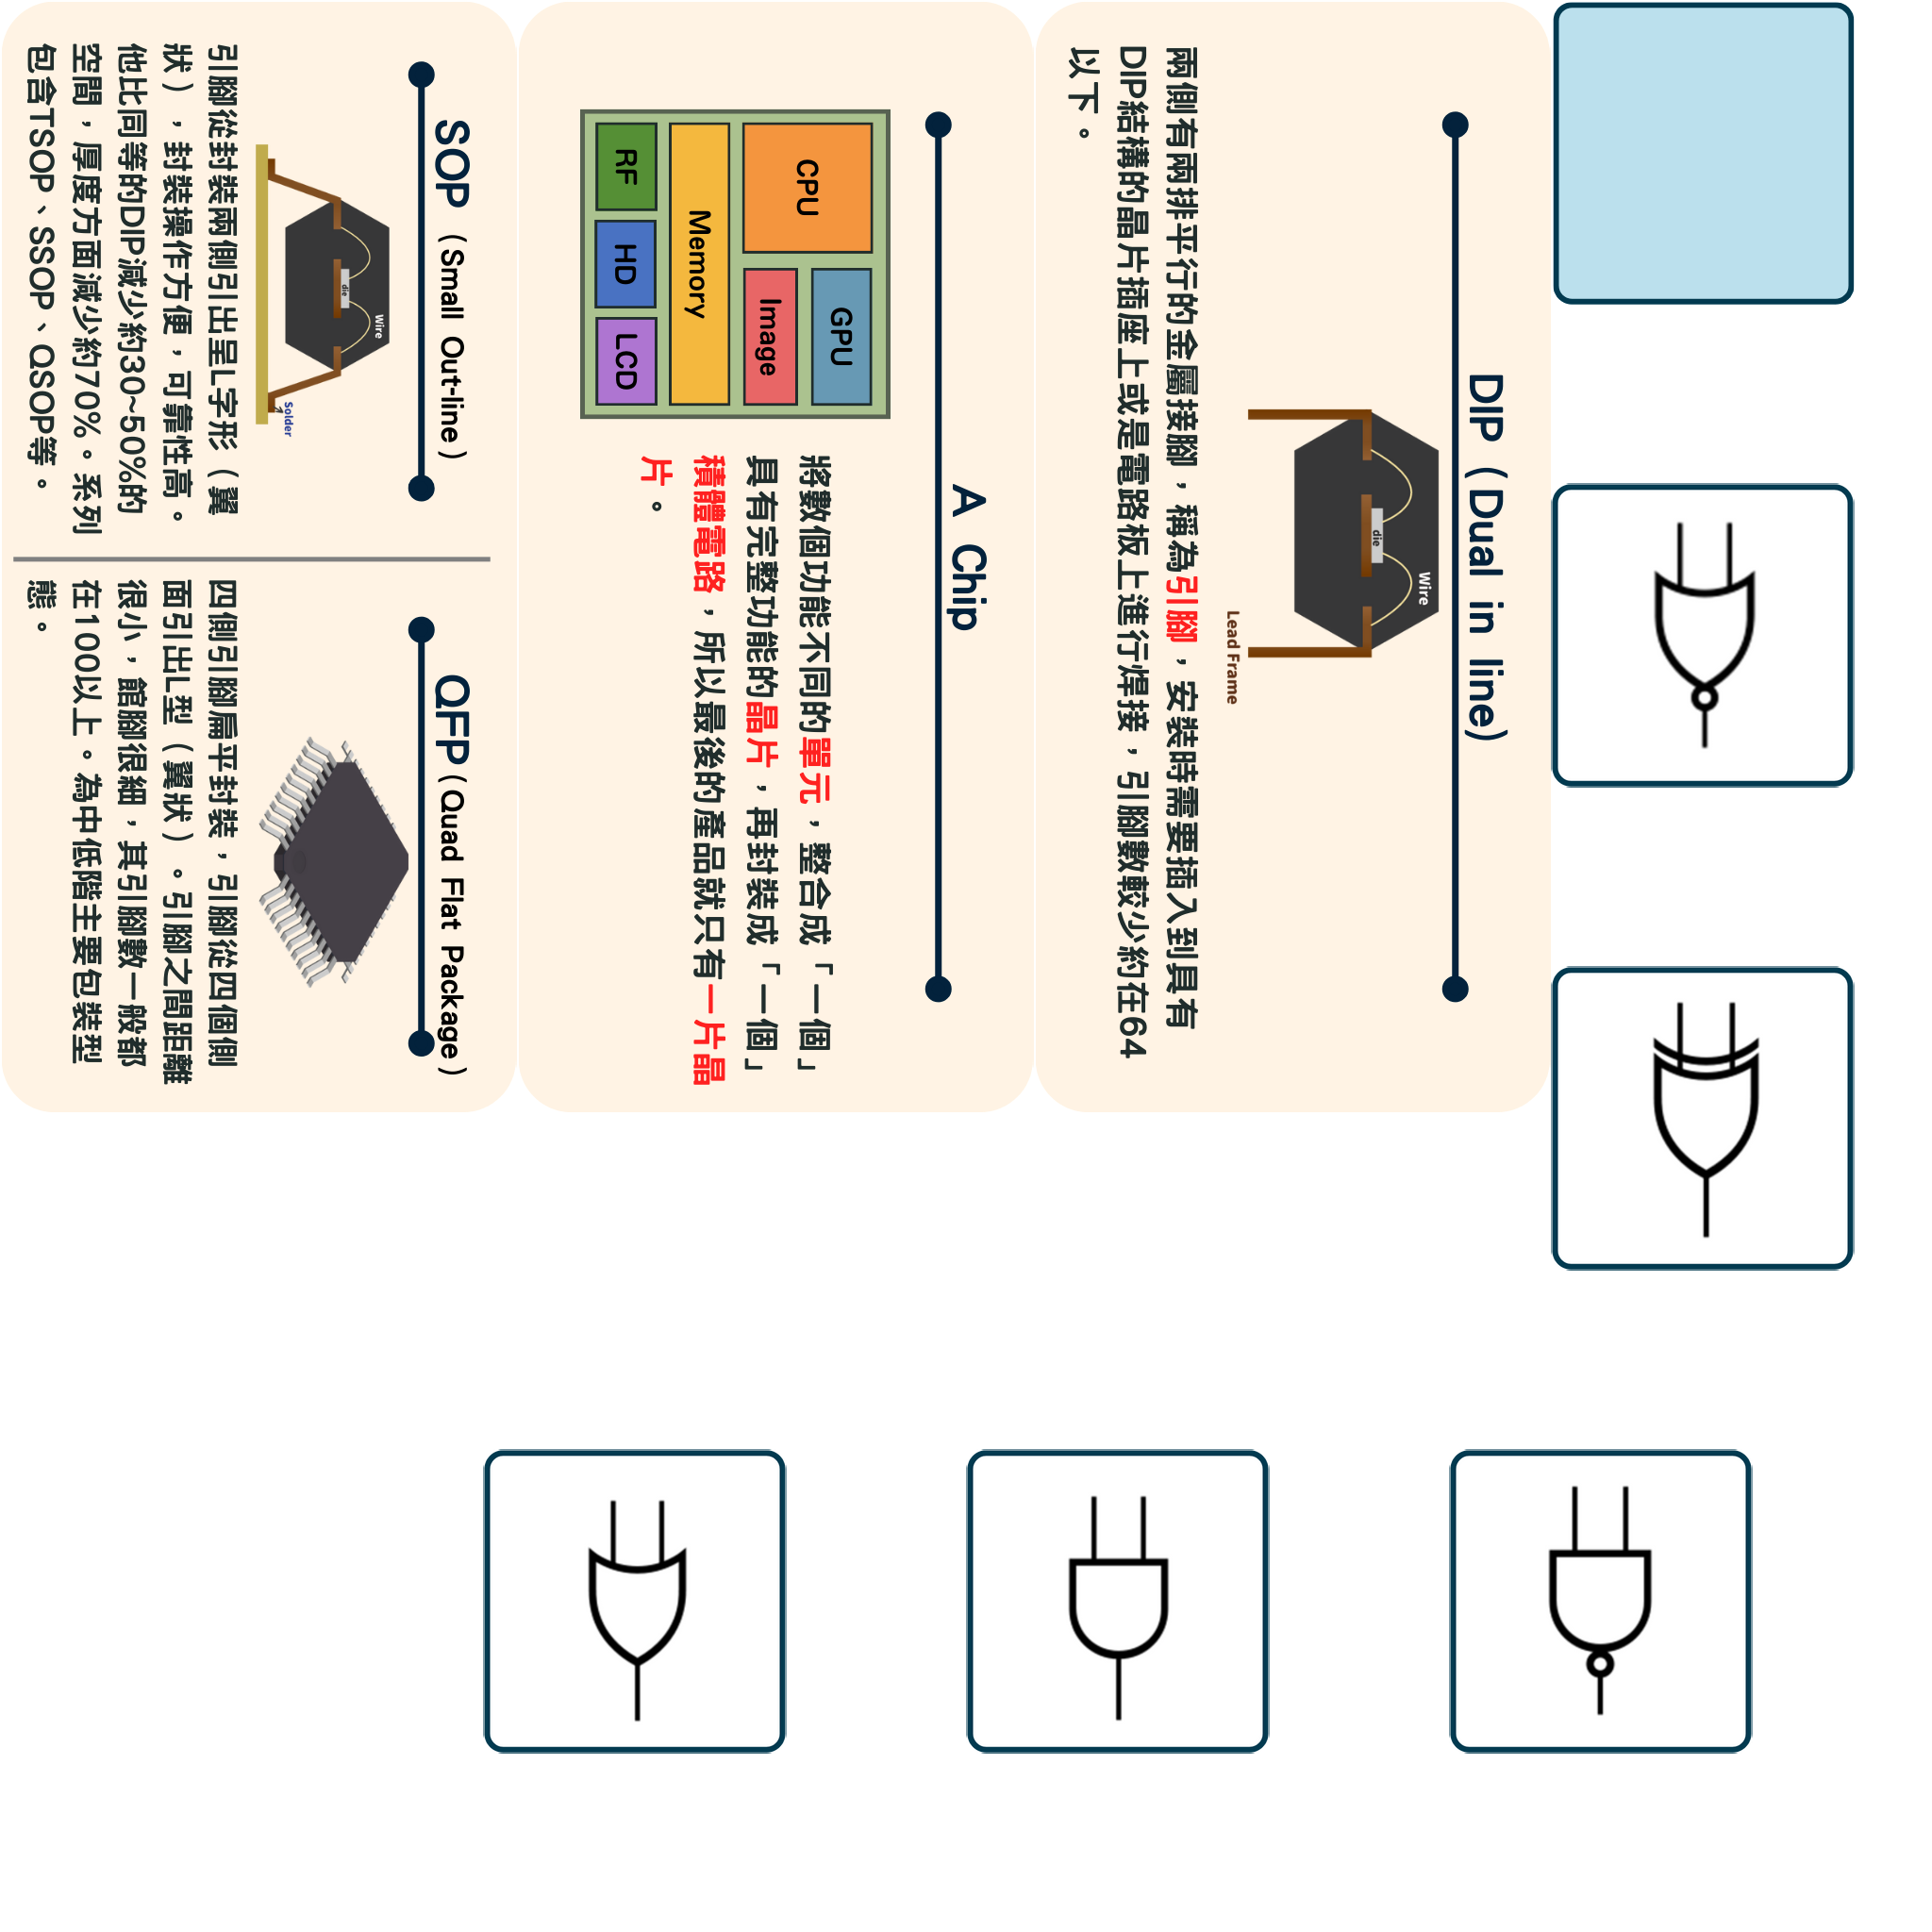 DIP（Dual in line）
Wire
die
Lead Frame
兩側有兩排平行的金屬接腳，稱為引腳，安裝時需要插入到具有
DIP結構的晶片插座上或是電路板上進行焊接，引腳數較少約在64
以下。
A Chip
CPU
GPU
Image
Memory
RF
HD
LCD
將數個功能不同的單元，整合成「一個」
具有完整功能的晶片，再封裝成「一個」
積體電路，所以最後的產品就只有一片晶
片。
SOP （Small Out-line）
Wire
die
Solder
引腳從封裝兩側引出呈L字形（翼
狀），封裝操作方便，可靠性高。
他比同等的DIP減少約30~50%的
空間，厚度方面減少約70%。系列
包含TSOP、SSOP、QSOP等。
QFP（Quad Flat Package）
四側引腳扁平封裝，引腳從四個側
面引出L型（翼狀）。引腳之間距離
很小，館腳很細，其引腳數一般都
在100以上。為中低階主要包裝型
態。